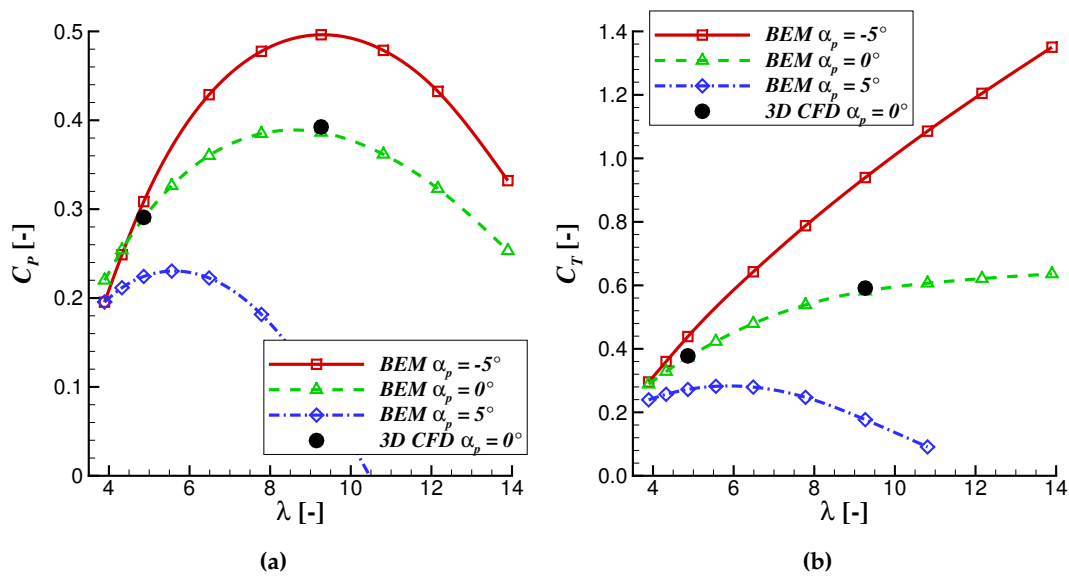 0.5
0.4
0.3
0.2
0.1
0
C_P [-]
4 6 8 10 12 14
λ [-]
BEM α_p = -5°
BEM α_p = 0°
BEM α_p = 5°
3D CFD α_p = 0°
(a)
1.4
1.2
1.0
0.8
0.6
0.4
0.2
0.0
C_T [-]
4 6 8 10 12 14
λ [-]
BEM α_p = -5°
BEM α_p = 0°
BEM α_p = 5°
3D CFD α_p = 0°
(b)